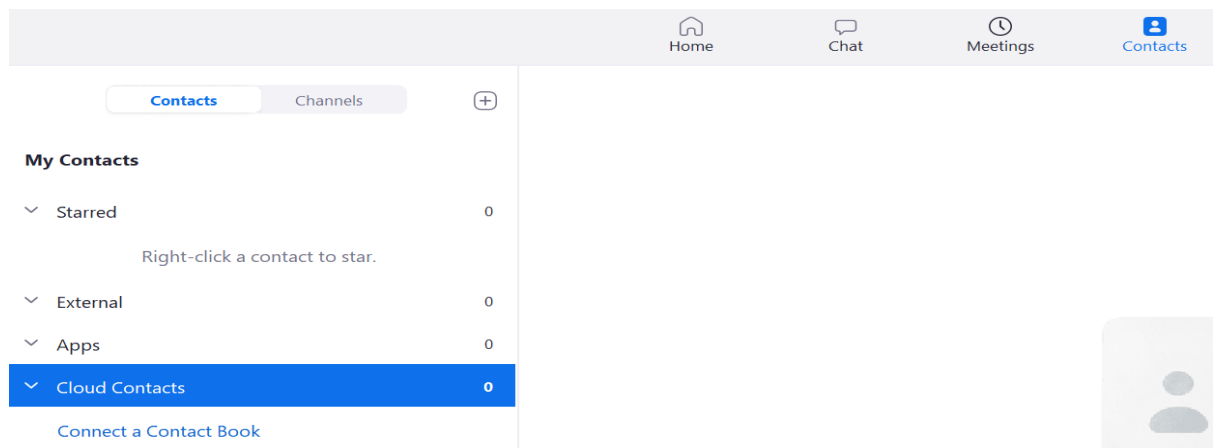 Home Chat Meetings Contacts
Contacts Channels
My Contacts
Starred 0
Right-click a contact to star.
External 0
Apps 0
Cloud Contacts 0
Connect a Contact Book